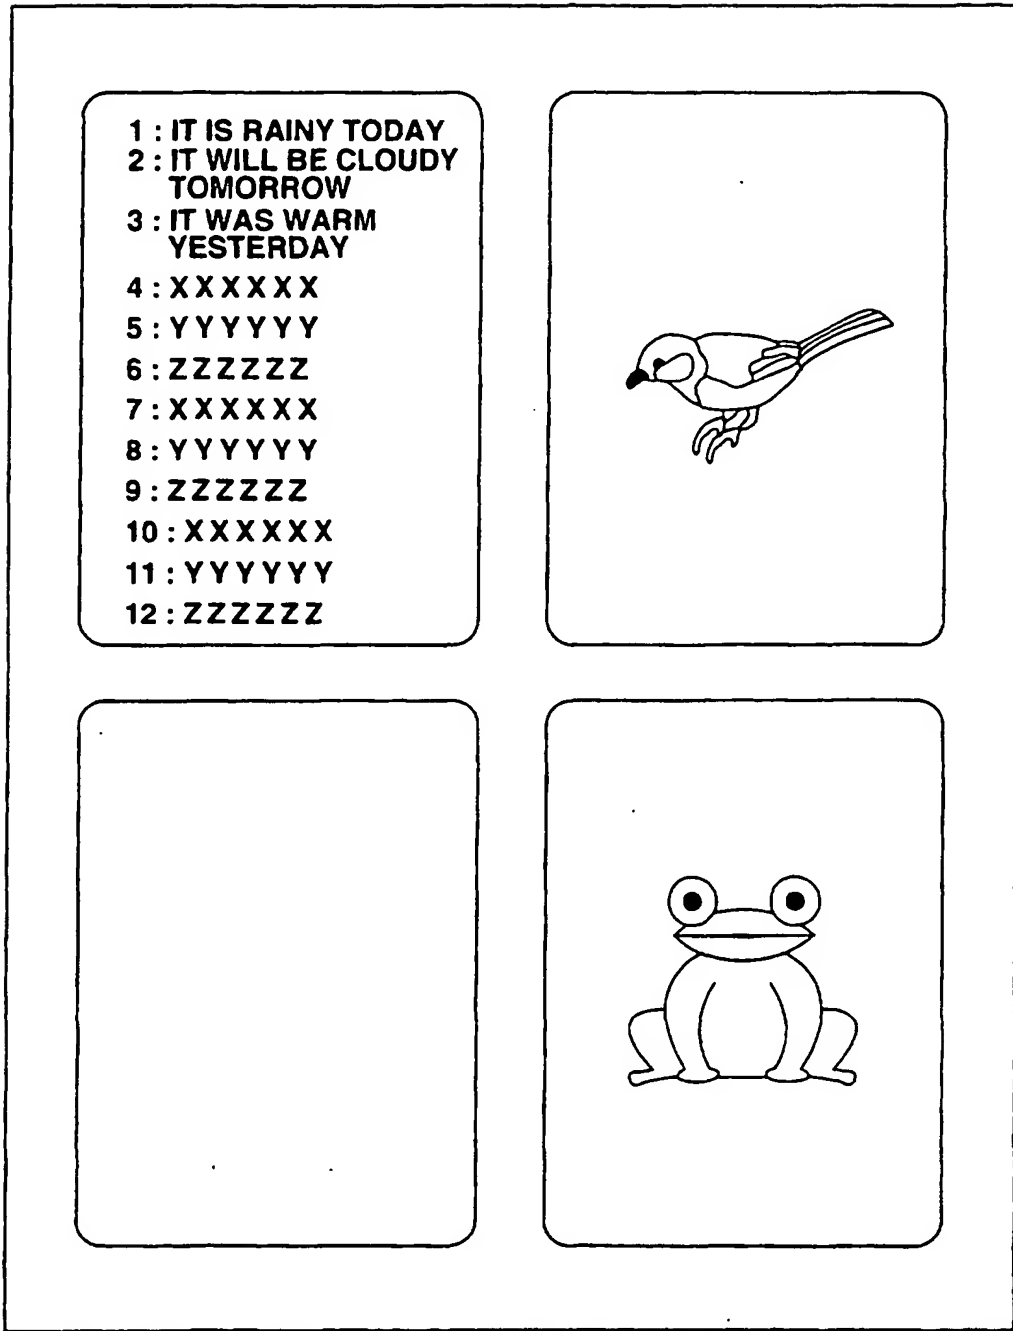 1 : IT IS RAINY TODAY
2 : IT WILL BE CLOUDY
TOMORROW
3 : IT WAS WARM
YESTERDAY
4 : XXXXXX
5 : YYYYYY
6 : ZZZZZZ
7 : XXXXXX
8 : YYYYYY
9 : ZZZZZZ
10 : XXXXXX
11 : YYYYYY
12 : ZZZZZZ